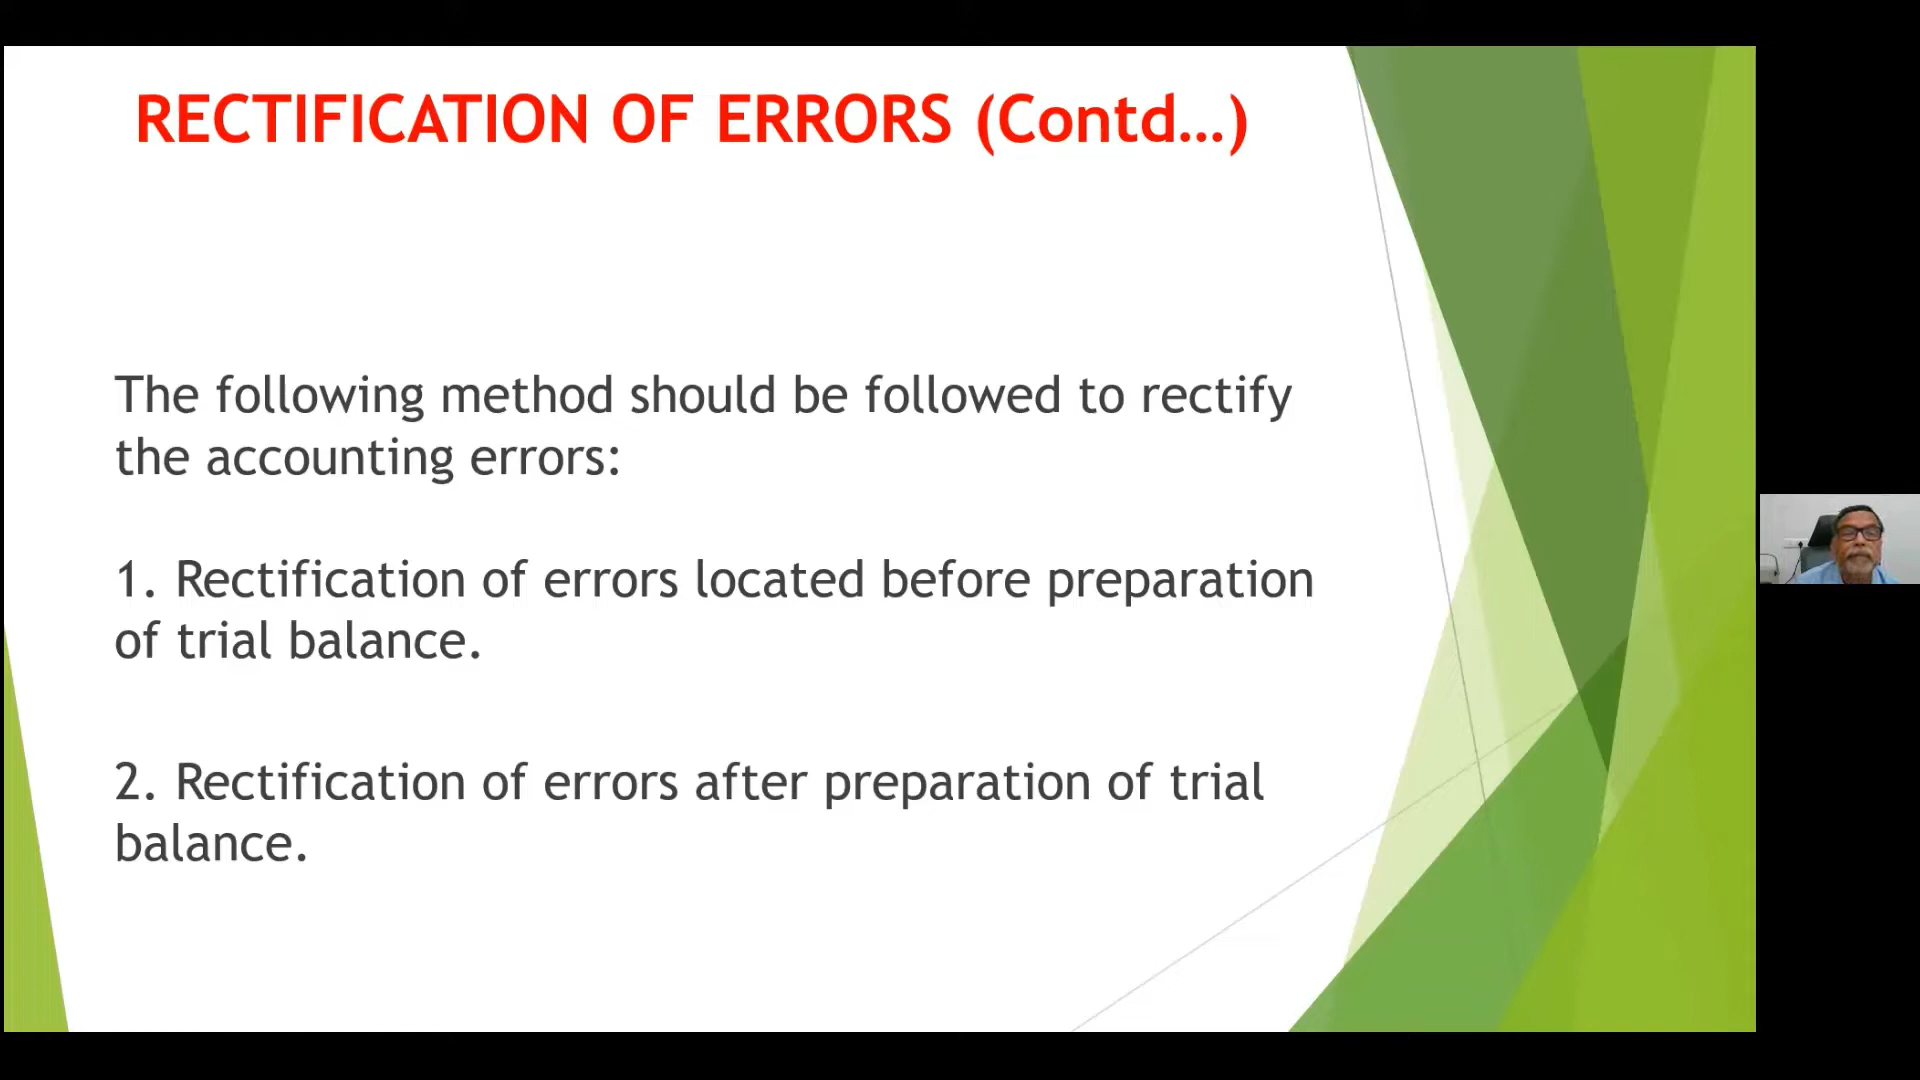 RECTIFICATION OF ERRORS (Contd...)
The following method should be followed to rectify
the accounting errors:
1. Rectification of errors located before preparation
of trial balance.
2. Rectification of errors after preparation of trial
balance.